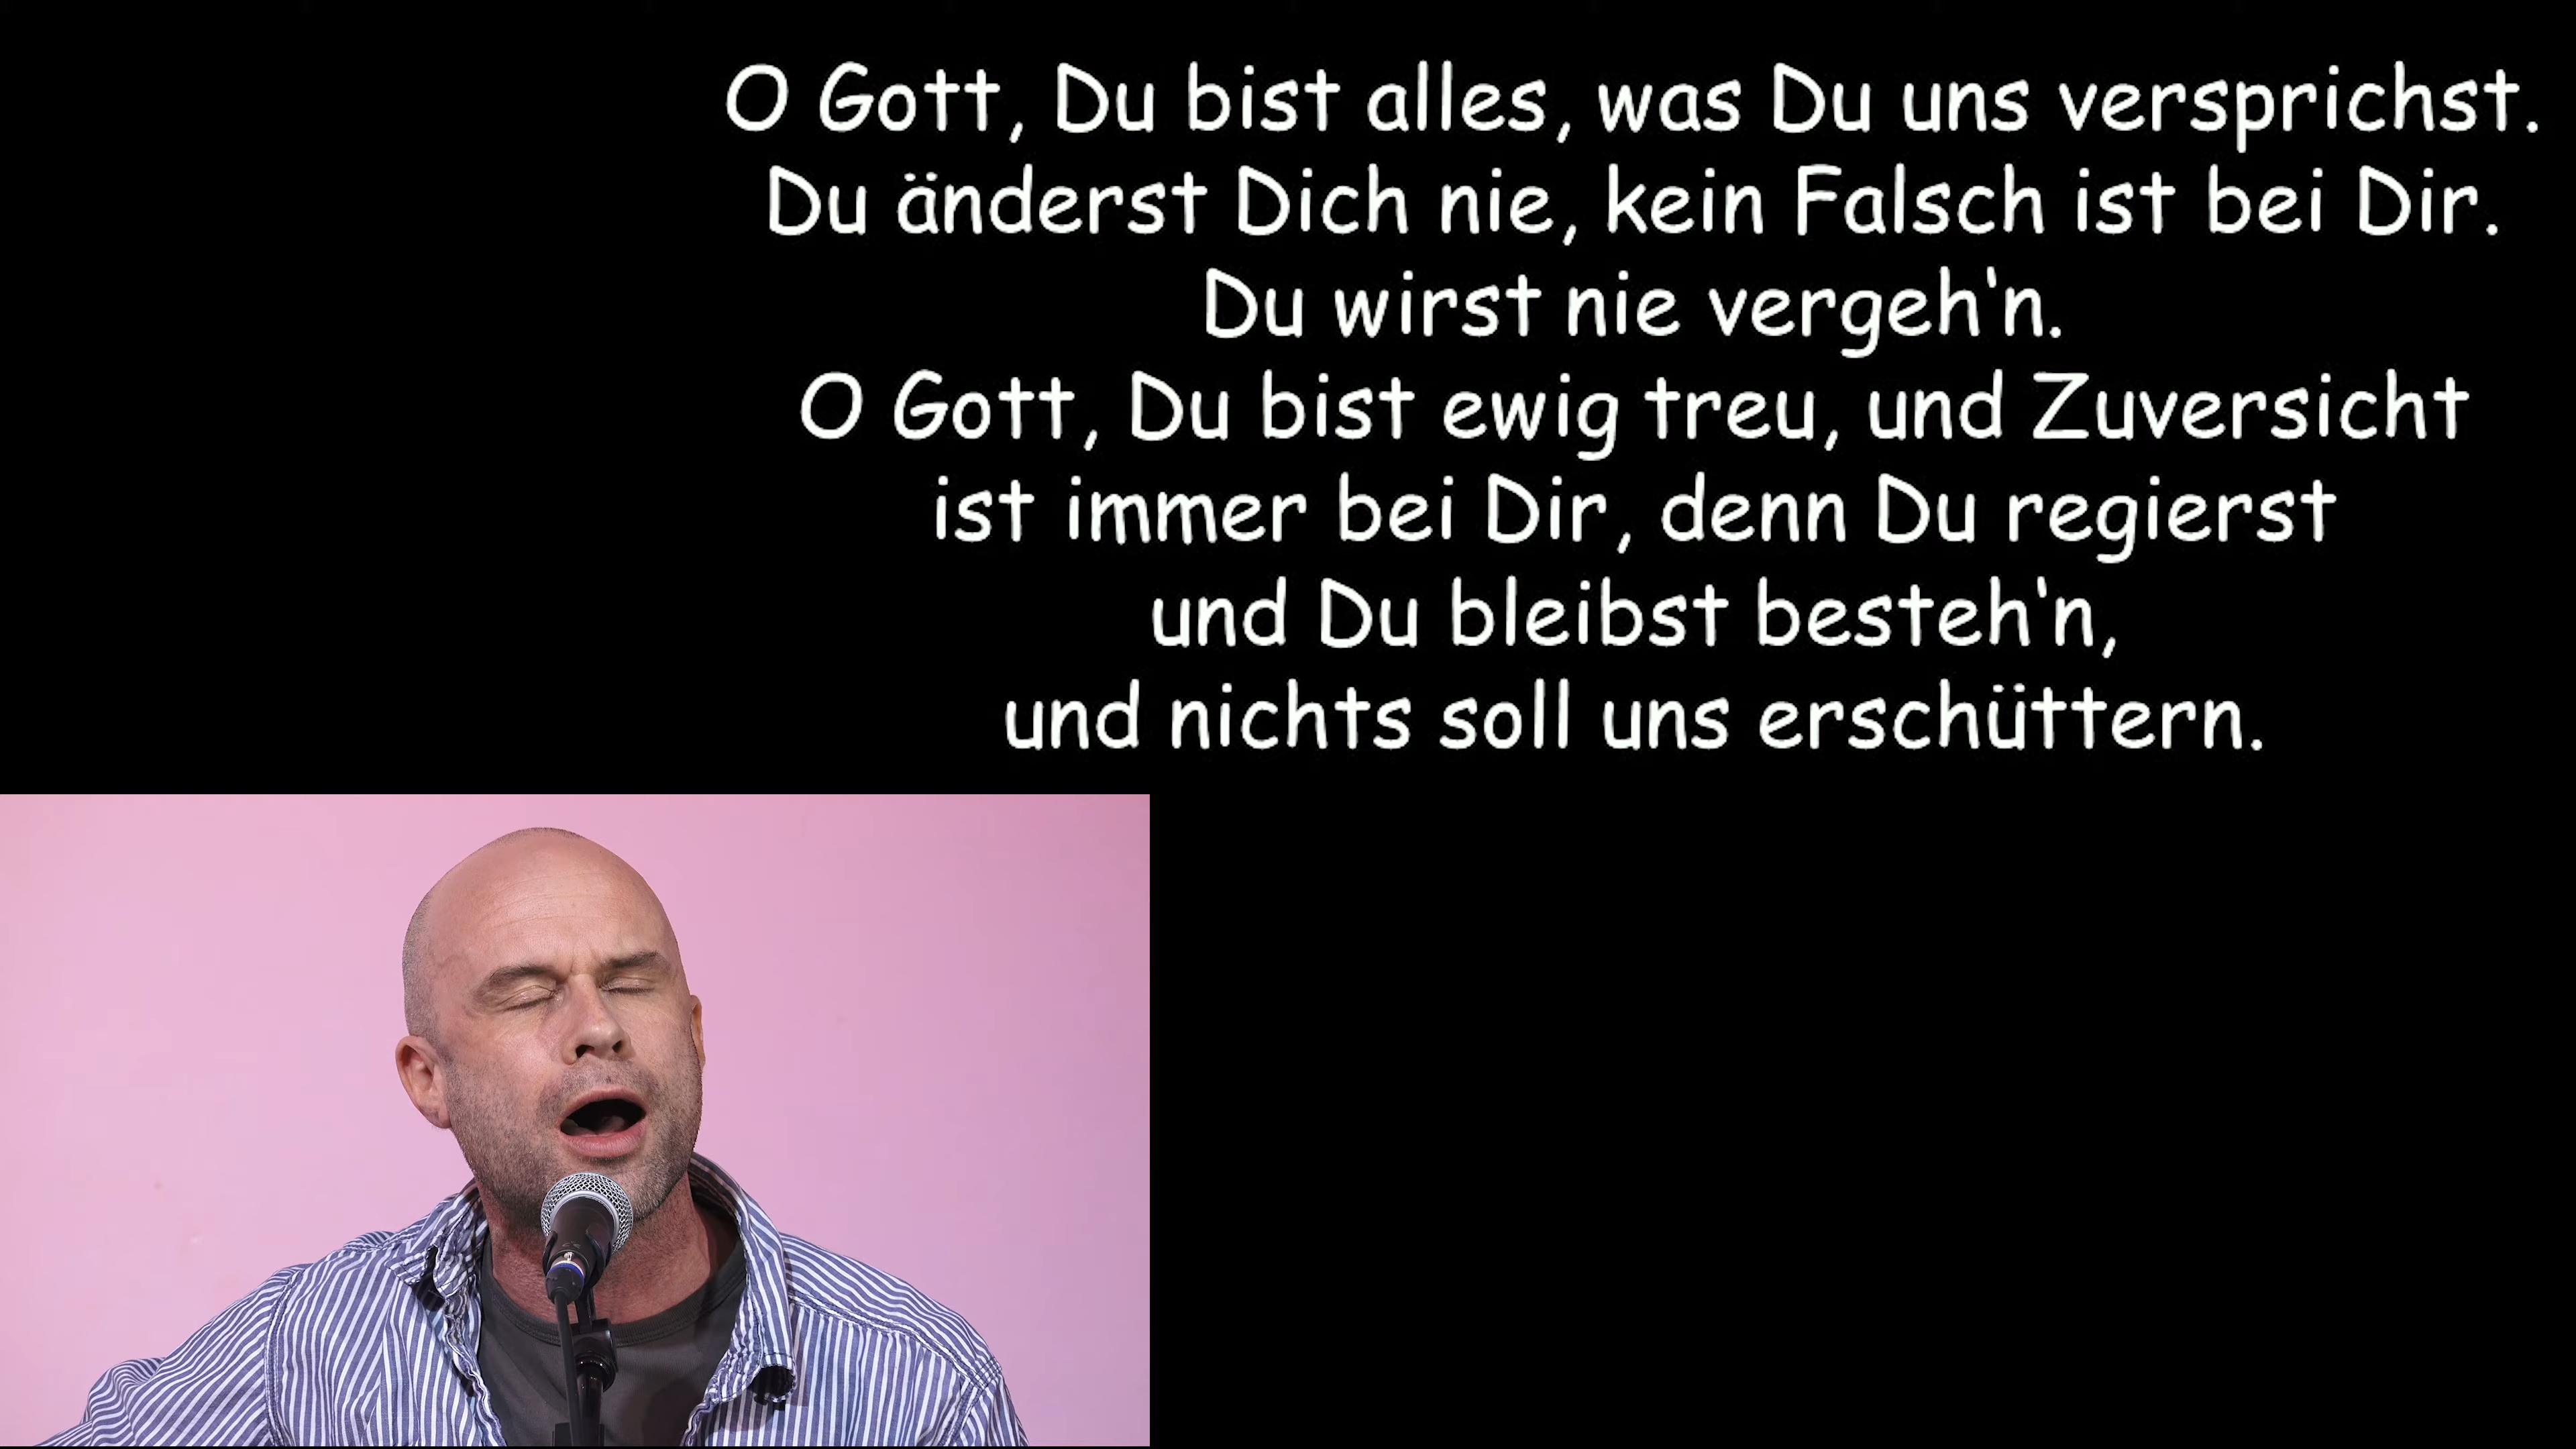 O Gott, Du bist alles, was Du uns versprichst.
Du änderst Dich nie, kein Falsch ist bei Dir.
Du wirst nie vergeh'n.
O Gott, Du bist ewig treu, und Zuversicht
ist immer bei Dir, denn Du regierst
und Du bleibst besteh'n,
und nichts soll uns erschüttern.